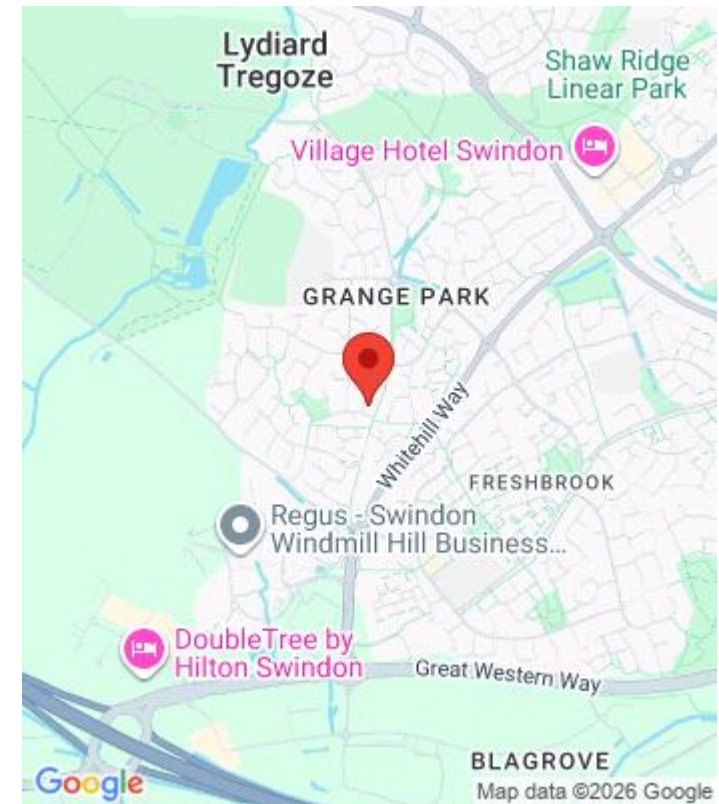 Lydiard
Tregoze
Shaw Ridge
Linear Park
Village Hotel Swindon
GRANGE PARK
Whitehill Way
FRESHBROOK
Regus - Swindon
Windmill Hill Business...
DoubleTree by
Hilton Swindon
Great Western Way
BLAGROVE
Google
Map data ©2026 Google